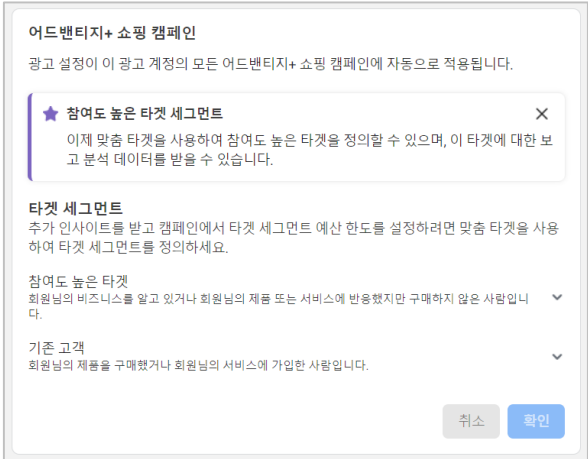 어드밴티지+ 쇼핑 캠페인
광고 설정이 이 광고 계정의 모든 어드밴티지+ 쇼핑 캠페인에 자동으로 적용됩니다.
참여도 높은 타겟 세그먼트
이제 맞춤 타겟을 사용하여 참여도 높은 타겟을 정의할 수 있으며, 이 타겟에 대한 보
고 분석 데이터를 받을 수 있습니다.
타겟 세그먼트
추가 인사이트를 받고 캠페인에서 타겟 세그먼트 예산 한도를 설정하려면 맞춤 타겟을 사용
하여 타겟 세그먼트를 정의하세요.
참여도 높은 타겟
회원님의 비즈니스를 알고 있거나 회원님의 제품 또는 서비스에 반응했지만 구매하지 않은 사람입니
다.
기존 고객
회원님의 제품을 구매했거나 회원님의 서비스에 가입한 사람입니다.
취소
확인